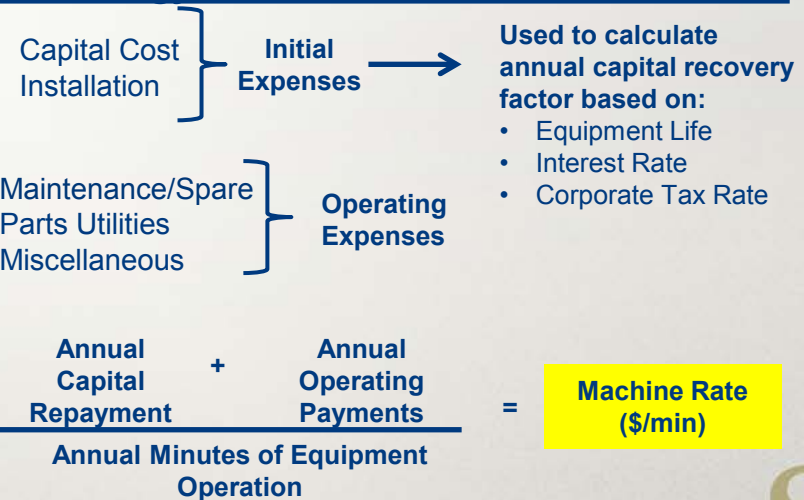 Capital Cost
Installation
Initial
Expenses
Used to calculate
annual capital recovery
factor based on:
• Equipment Life
• Interest Rate
• Corporate Tax Rate
Maintenance/Spare
Parts Utilities
Miscellaneous
Operating
Expenses
Annual
Capital
Repayment
+
Annual
Operating
Payments
=
Machine Rate
($/min)
Annual Minutes of Equipment
Operation